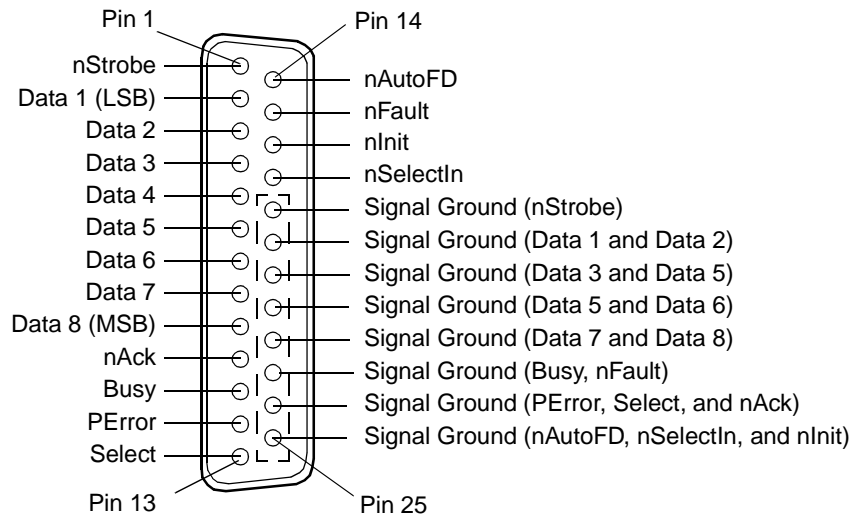 Pin 1
Pin 14
nStrobe
Data 1 (LSB)
Data 2
Data 3
Data 4
Data 5
Data 6
Data 7
Data 8 (MSB)
nAck
Busy
PError
Select
Pin 13
nAutoFD
nFault
nInit
nSelectIn
Signal Ground (nStrobe)
Signal Ground (Data 1 and Data 2)
Signal Ground (Data 3 and Data 5)
Signal Ground (Data 5 and Data 6)
Signal Ground (Data 7 and Data 8)
Signal Ground (Busy, nFault)
Signal Ground (PError, Select, and nAck)
Signal Ground (nAutoFD, nSelectIn, and nInit)
Pin 25